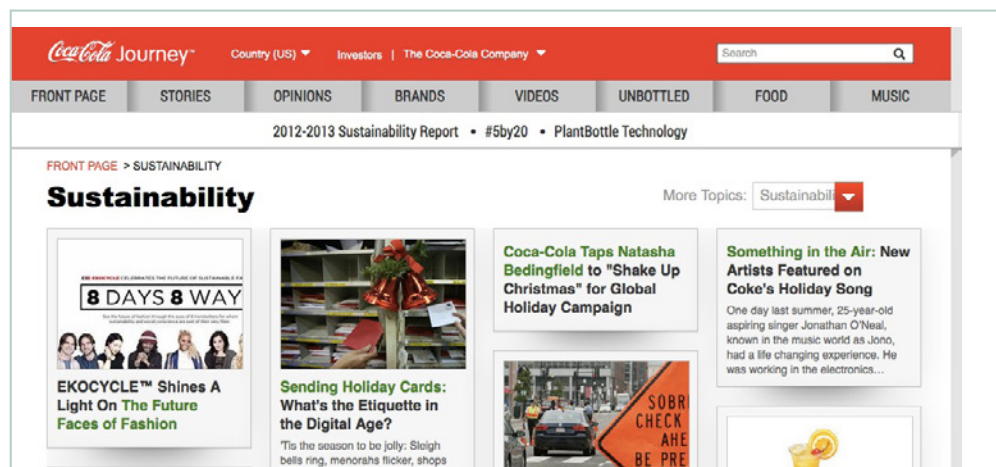 Coca-Cola Journey™ Country (US) Investors | The Coca-Cola Company Search
FRONT PAGE STORIES OPINIONS BRANDS VIDEOS UNBOTTLED FOOD MUSIC
2012-2013 Sustainability Report • #5by20 • PlantBottle Technology
FRONT PAGE > SUSTAINABILITY
Sustainability
More Topics: Sustainabili
8 DAYS 8 WAY
EKOCYCLE™ Shines A
Light On The Future
Faces of Fashion
Sending Holiday Cards:
What's the Etiquette in
the Digital Age?
'Tis the season to be jolly: Sleigh
bells ring, menorahs flicker, shops
Coca-Cola Taps Natasha
Bedingfield to "Shake Up
Christmas" for Global
Holiday Campaign
SOBRI
CHECK
AHE
BE PRE
Something in the Air: New
Artists Featured on
Coke's Holiday Song
One day last summer, 25-year-old
aspiring singer Jonathan O'Neal,
known in the music world as Jono,
had a life changing experience. He
was working in the electronics...